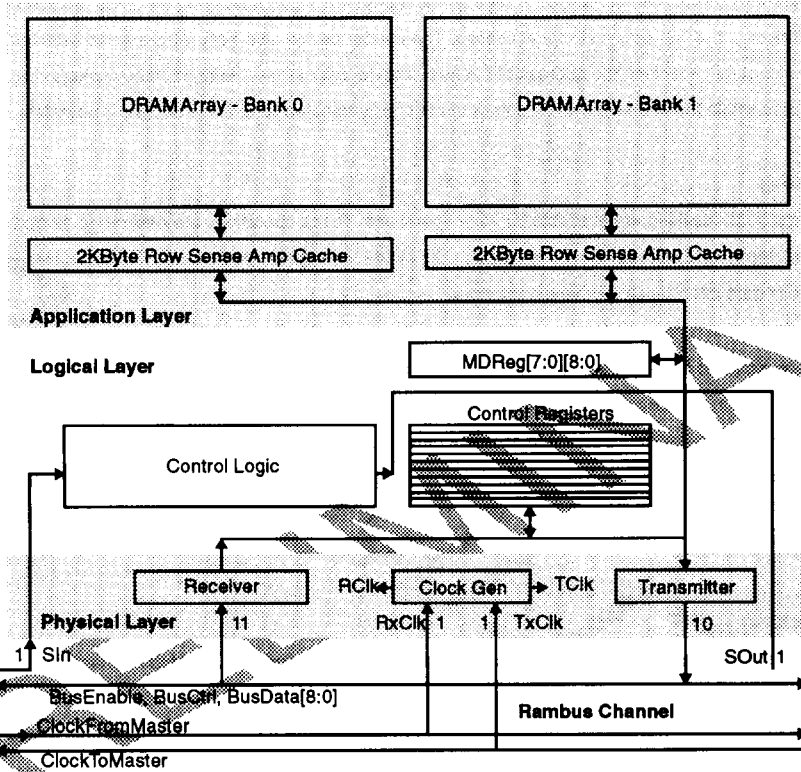 DRAMArray - Bank 0
DRAMArray - Bank 1
2KByte Row Sense Amp Cache
2KByte Row Sense Amp Cache
Application Layer
Logical Layer
MDReg[7:0][8:0]
Control Registers
Control Logic
Receiver
RClk
Clock Gen
TClk
Transmitter
Physical Layer
11
RxClk 1
1 TxClk
10
1 SIn
SOut 1
BusEnable, BusCtrl, BusData[8:0]
Rambus Channel
ClockFromMaster
ClockToMaster